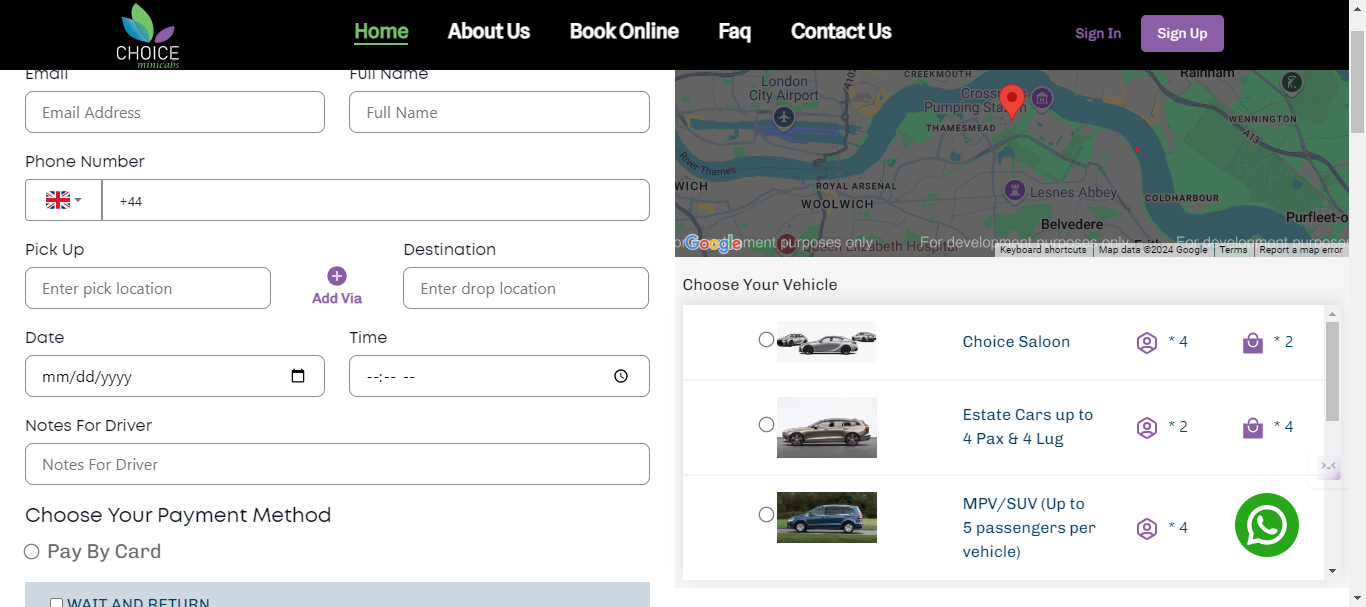 CHOICE
minicabs
Home
About Us
Book Online
Faq
Contact Us
Sign In
Sign Up
Email
Full Name
Email Address
Full Name
Phone Number
+44
Pick Up
Destination
Enter pick location
Add Via
Enter drop location
Date
Time
mm/dd/yyyy
--:-- --
Notes For Driver
Notes For Driver
Choose Your Payment Method
Pay By Card
WAIT AND RETURN
London
City Airport
CREEKMOUTH
Rainham
Pumping Station
THAMESMEAD
WENNINGTON
A13
River Thames
WICH
ROYAL ARSENAL
WOOLWICH
Lesnes Abbey
COLDHARBOUR
Belvedere
Purfleet-o
Google
Queen Elizabeth Hospital
For development purposes only
For development purposes
Keyboard shortcuts
Map data ©2024 Google
Terms
Report a map error
Choose Your Vehicle
Choice Saloon
* 4
* 2
Estate Cars up to
4 Pax & 4 Lug
* 2
* 4
MPV/SUV (Up to
5 passengers per
vehicle)
* 4